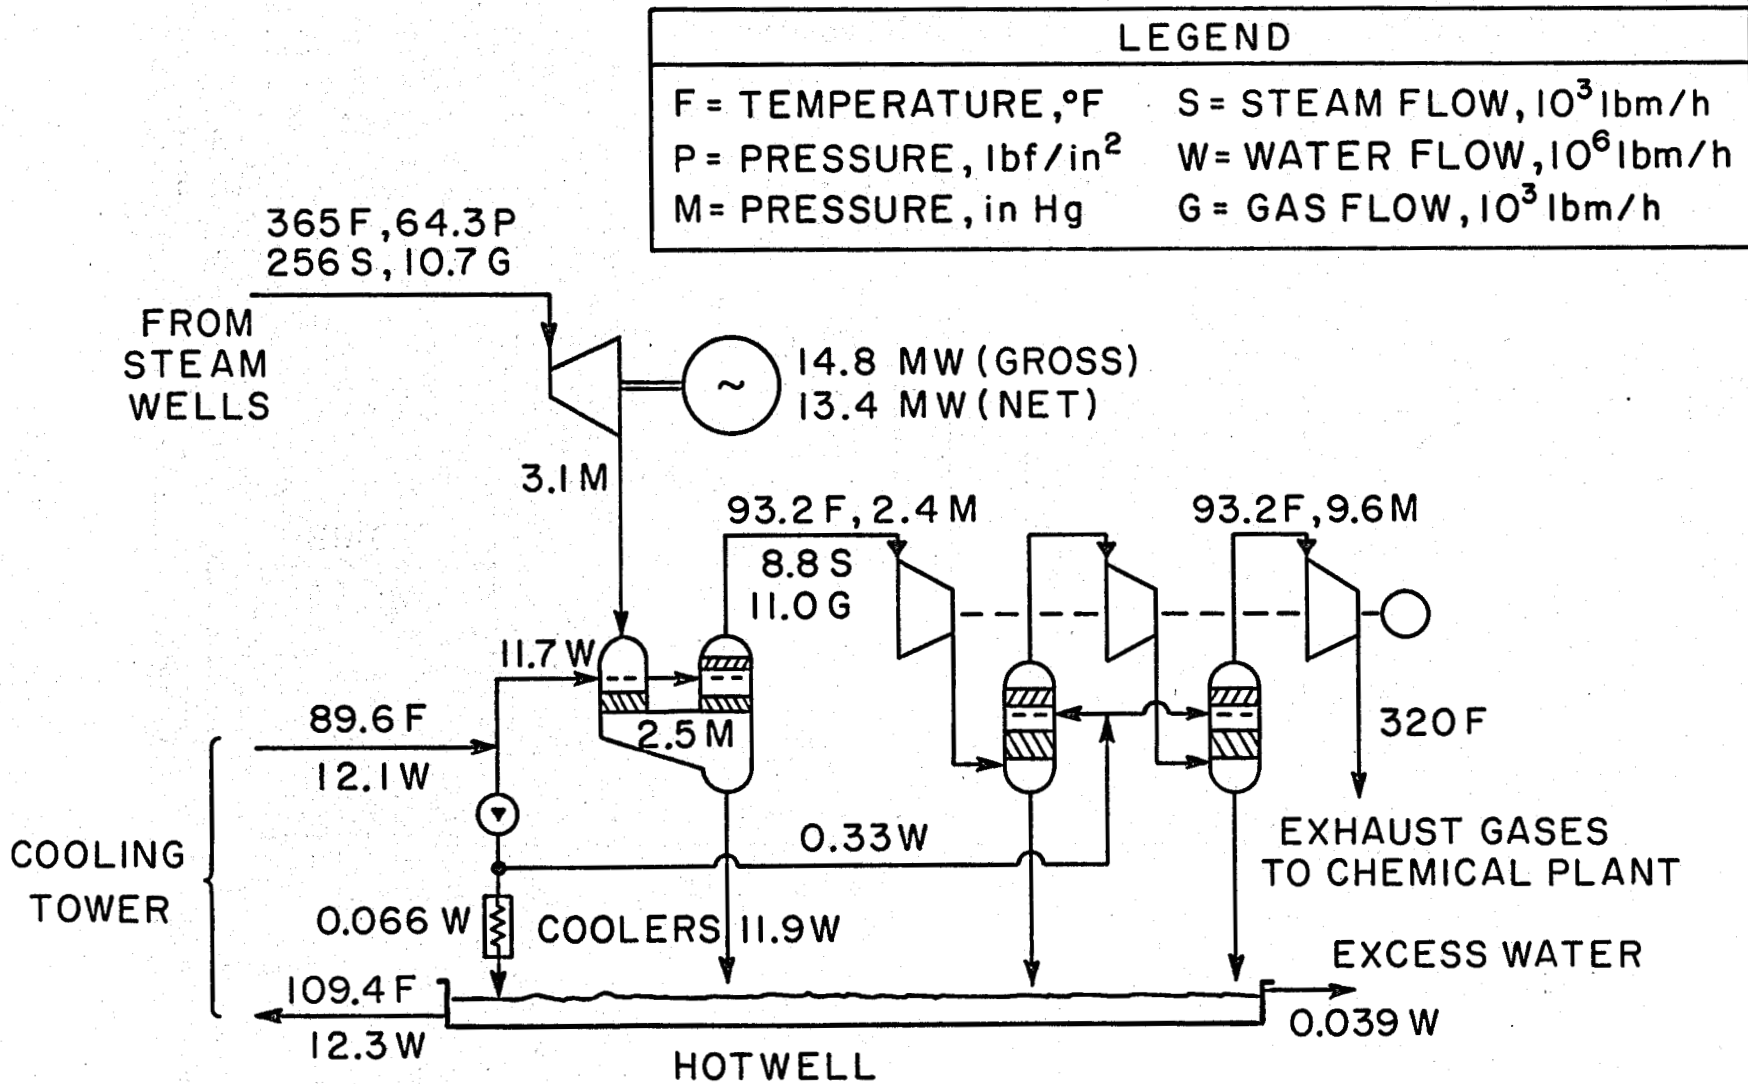 LEGEND
F = TEMPERATURE, °F S = STEAM FLOW, 10³ lbm/h
P = PRESSURE, lbf/in² W = WATER FLOW, 10⁶ lbm/h
M = PRESSURE, in Hg G = GAS FLOW, 10³ lbm/h
365 F, 64.3 P
256 S, 10.7 G
FROM
STEAM
WELLS
~
14.8 MW (GROSS)
13.4 MW (NET)
3.1 M
93.2 F, 2.4 M
8.8 S
11.0 G
93.2 F, 9.6 M
11.7 W
89.6 F
12.1 W
2.5 M
320 F
COOLING
TOWER
0.33 W
EXHAUST GASES
TO CHEMICAL PLANT
0.066 W
COOLERS
11.9 W
EXCESS WATER
0.039 W
109.4 F
12.3 W
HOTWELL